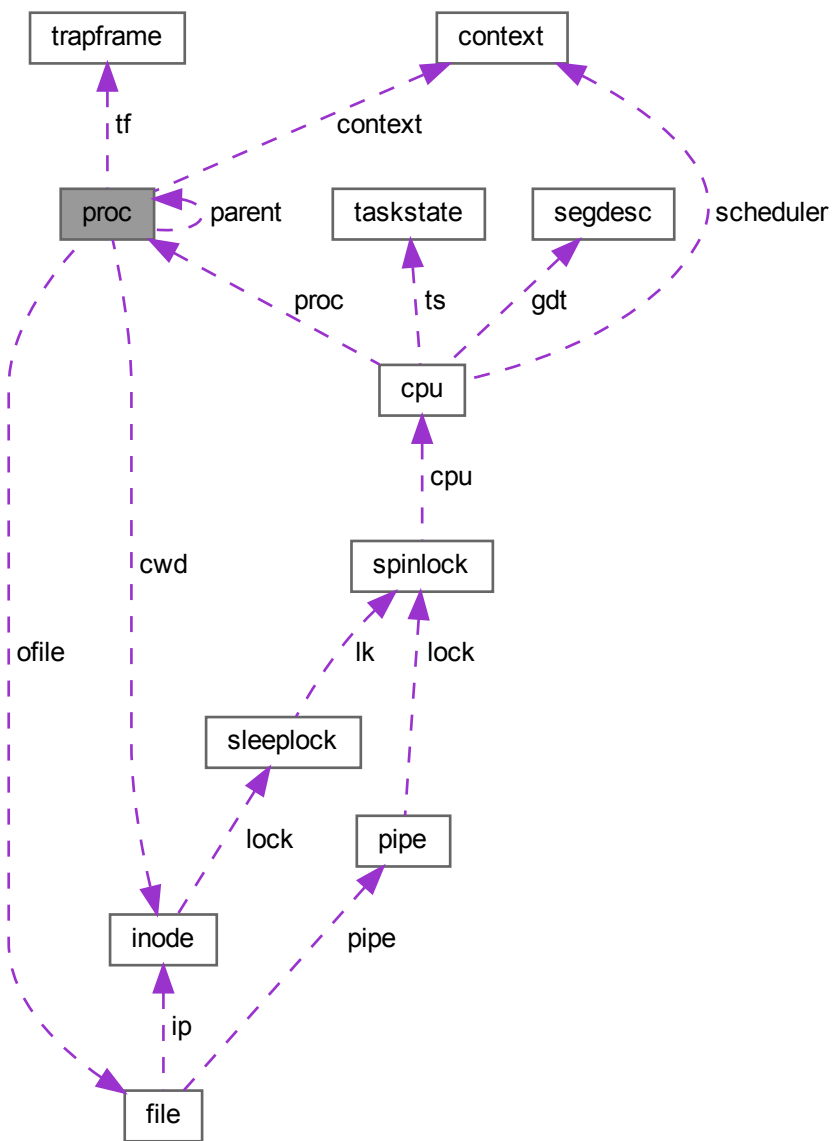 trapframe
context
tf
context
proc
parent
taskstate
segdesc
scheduler
proc
ts
gdt
cpu
cpu
cwd
spinlock
ofile
lk
lock
sleeplock
lock
pipe
inode
pipe
ip
file